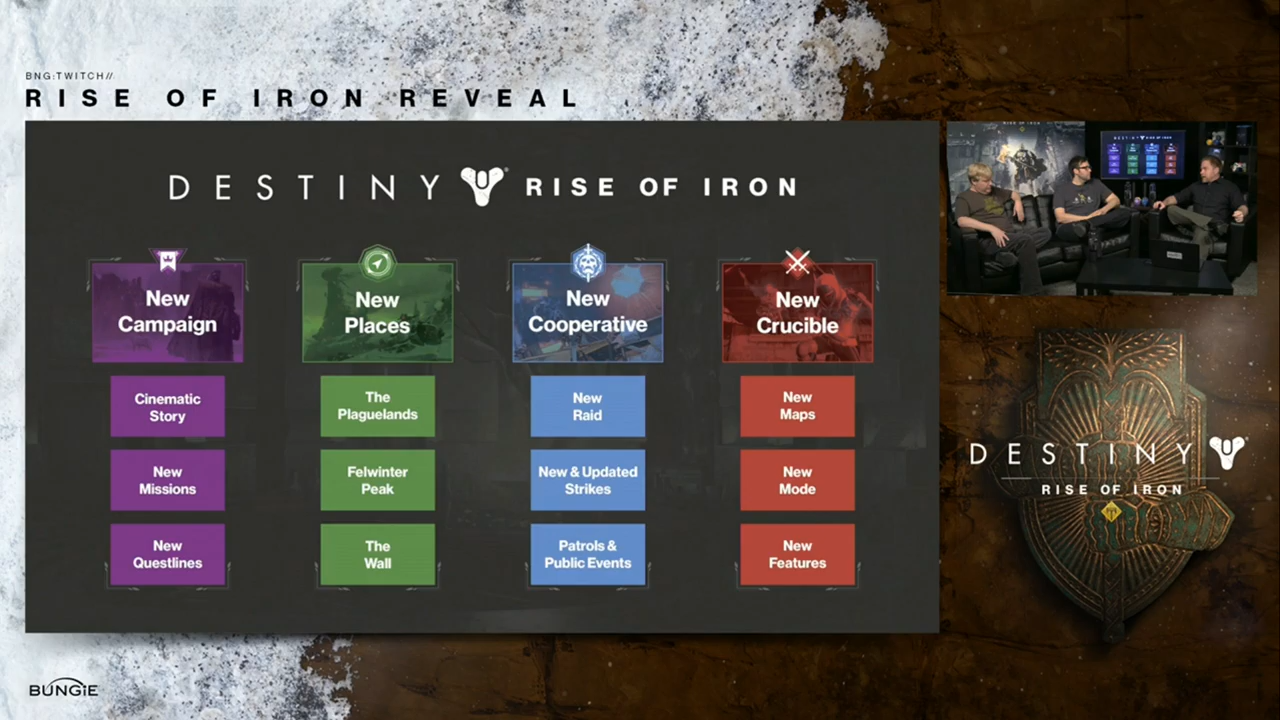 BNG:TWITCH//
RISE OF IRON REVEAL
DESTINY RISE OF IRON
New
Campaign
New
Places
New
Cooperative
New
Crucible
Cinematic
Story
The
Plaguelands
New
Raid
New
Maps
New
Missions
Felwinter
Peak
New & Updated
Strikes
New
Mode
New
Questlines
The
Wall
Patrols &
Public Events
New
Features
DESTINY
RISE OF IRON
BUNGiE